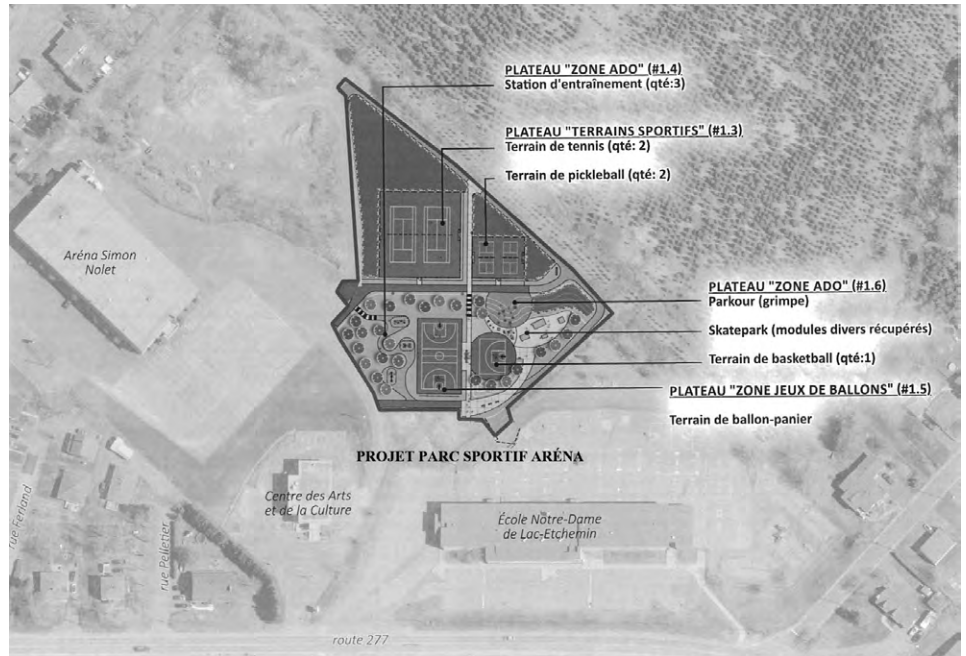 PLATEAU "ZONE ADO" (#1.4)
Station d'entraînement (qté:3)
PLATEAU "TERRAINS SPORTIFS" (#1.3)
Terrain de tennis (qté: 2)
Terrain de pickleball (qté: 2)
Aréna Simon
Nolet
PLATEAU "ZONE ADO" (#1.6)
Parkour (grimpe)
Skatepark (modules divers récupérés)
Terrain de basketball (qté:1)
PLATEAU "ZONE JEUX DE BALLONS" (#1.5)
Terrain de ballon-panier
PROJET PARC SPORTIF ARÉNA
Centre des Arts
et de la Culture
École Notre-Dame
de Lac-Etchemin
rue Ferland
rue Pelletier
route 277